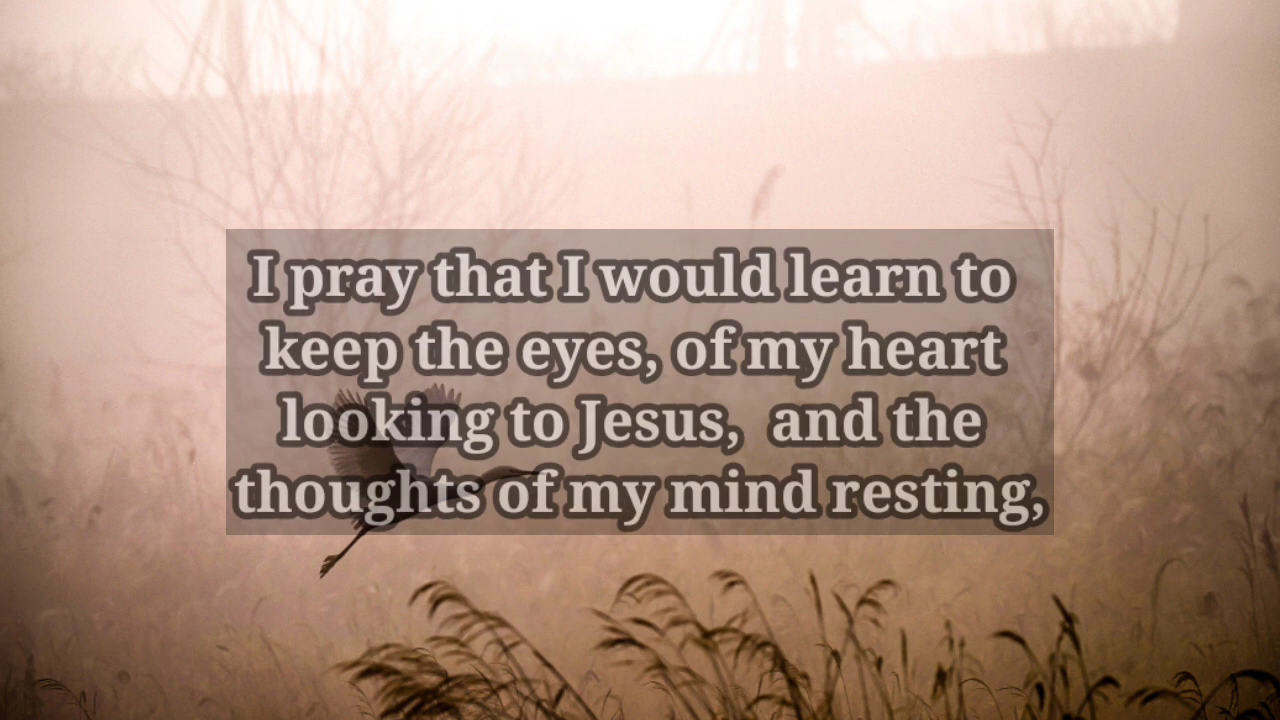 I pray that I would learn to
keep the eyes, of my heart
looking to Jesus,  and the
thoughts of my mind resting,